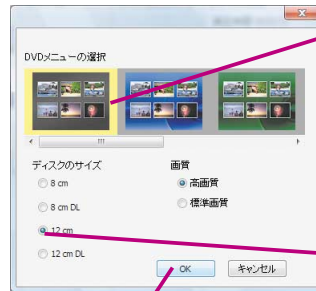 DVDメニューの選択
ディスクのサイズ
8 cm
8 cm DL
12 cm
12 cm DL
画質
高画質
標準画質
OK
キャンセル